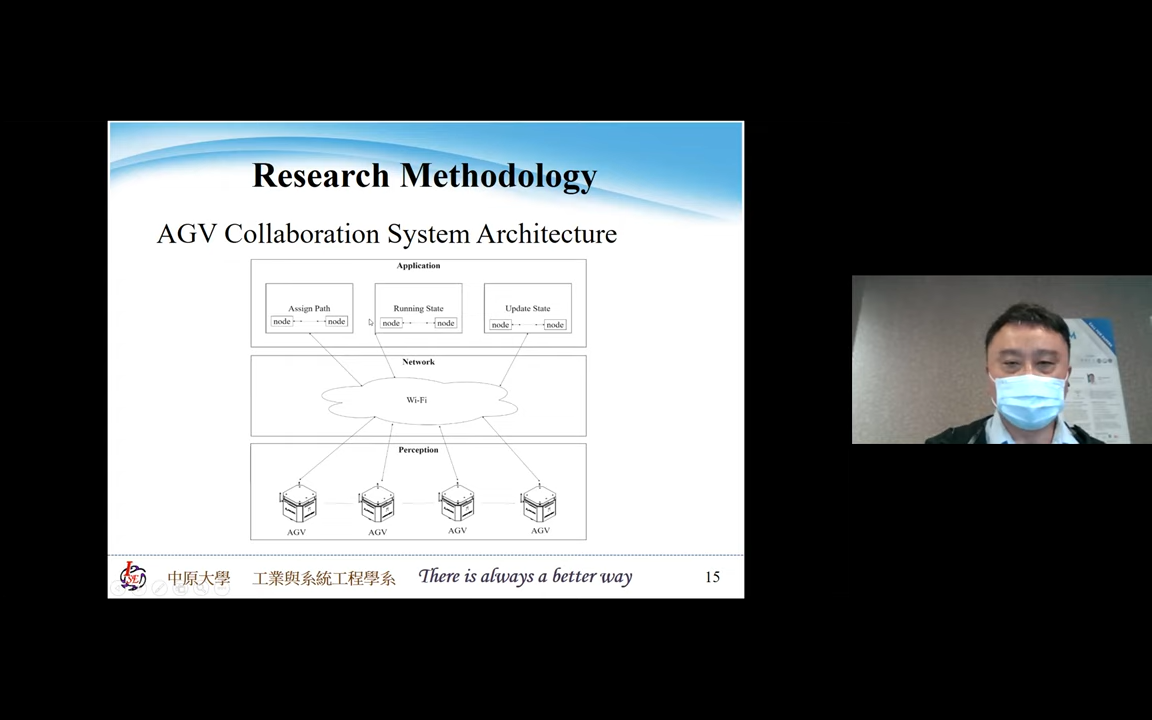 Research Methodology
AGV Collaboration System Architecture
Application
Assign Path
node
node
Running State
node
node
Update State
node
node
Network
Wi-Fi
Perception
AGV
AGV
AGV
AGV
中原大學 工業與系統工程學系 There is always a better way 15